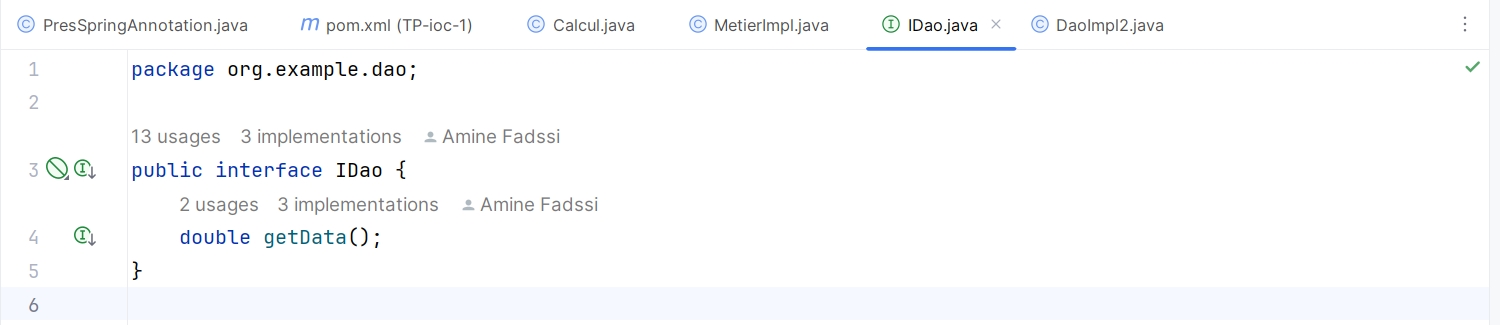 PresSpringAnnotation.java m pom.xml (TP-ioc-1) Calcul.java MetierImpl.java IDao.java DaoImpl2.java
1 package org.example.dao;
2
13 usages 3 implementations Amine Fadssi
3 public interface IDao {
2 usages 3 implementations Amine Fadssi
4 double getData();
5 }
6